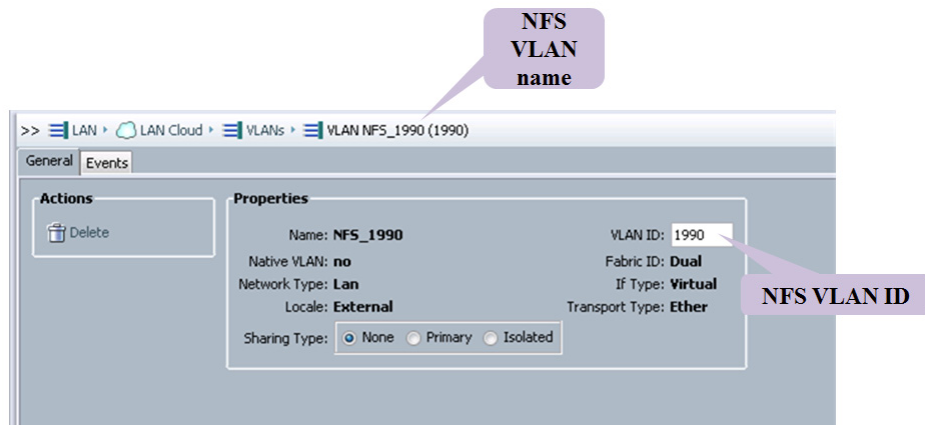 NFS
VLAN
name
>> LAN LAN Cloud VLANs VLAN NFS_1990 (1990)
General Events
Actions
Delete
Properties
Name: NFS_1990 VLAN ID: 1990
Native VLAN: no Fabric ID: Dual
Network Type: Lan If Type: Virtual
Locale: External Transport Type: Ether
Sharing Type: None Primary Isolated
NFS VLAN ID